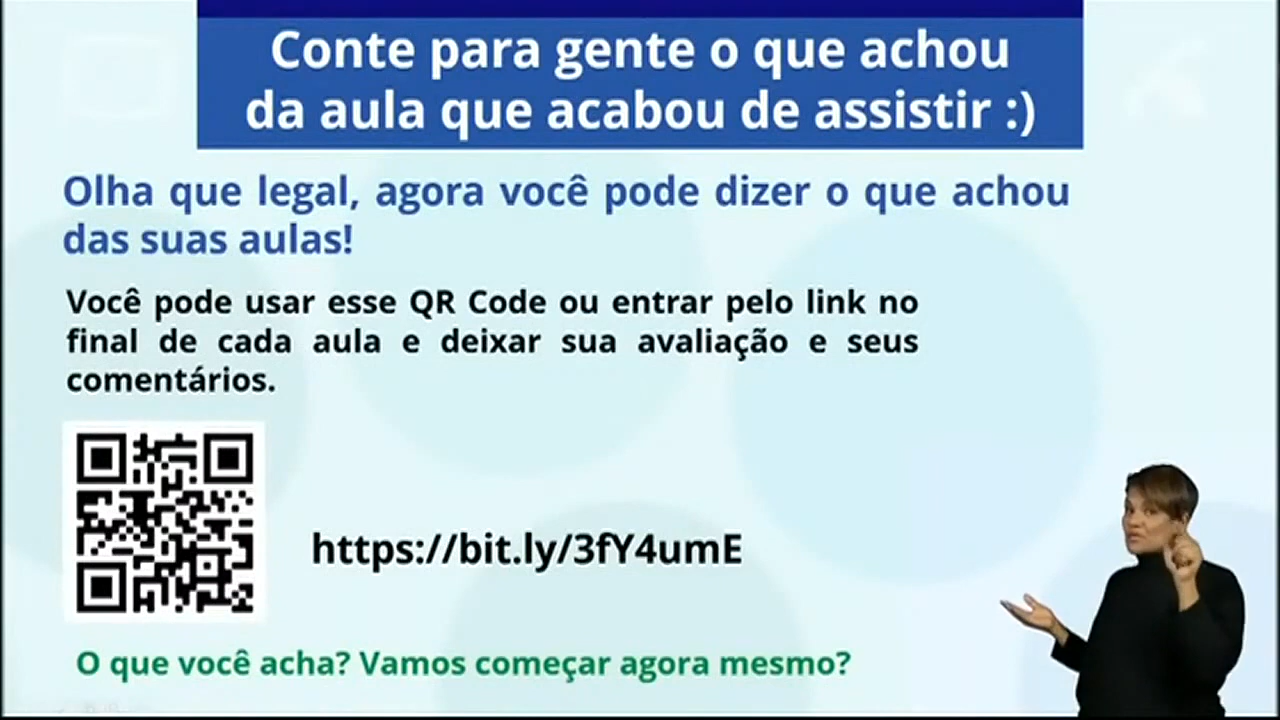 Conte para gente o que achou
da aula que acabou de assistir :)
Olha que legal, agora você pode dizer o que achou
das suas aulas!
Você pode usar esse QR Code ou entrar pelo link no
final de cada aula e deixar sua avaliação e seus
comentários.
https://bit.ly/3fY4umE
O que você acha? Vamos começar agora mesmo?